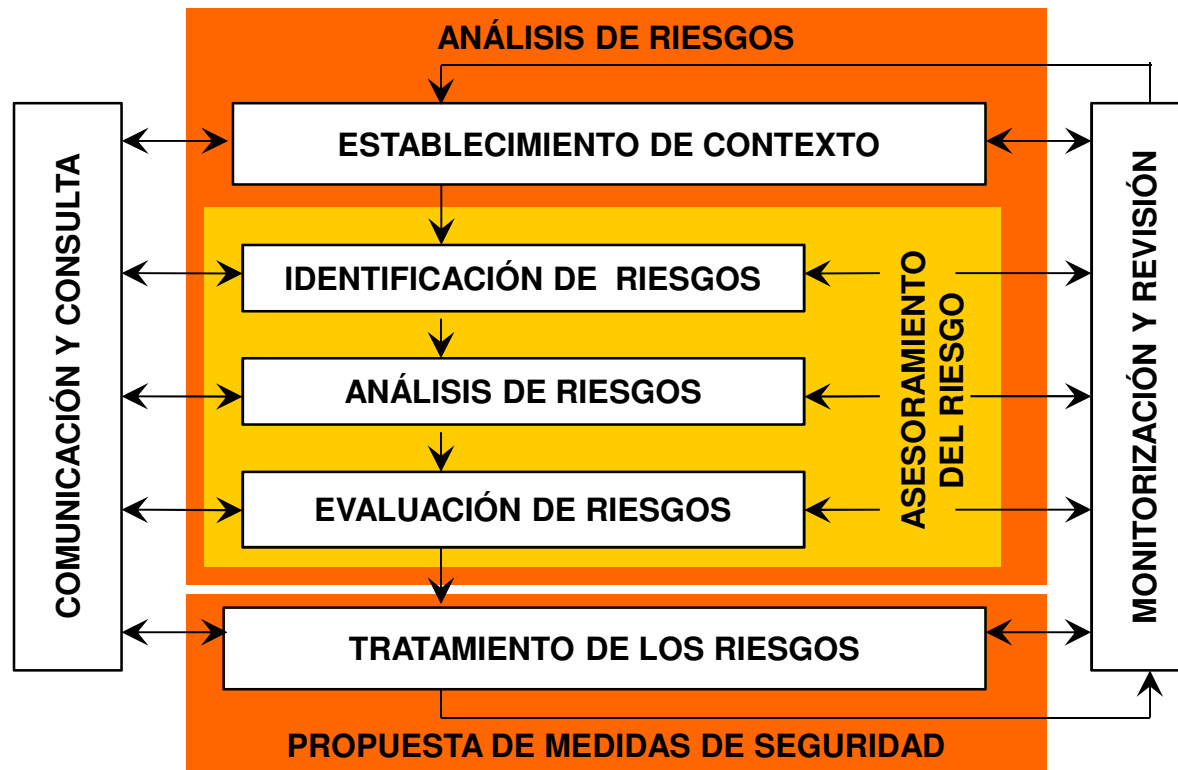 ANÁLISIS DE RIESGOS
COMUNICACIÓN Y CONSULTA
ESTABLECIMIENTO DE CONTEXTO
IDENTIFICACIÓN DE RIESGOS
ANÁLISIS DE RIESGOS
EVALUACIÓN DE RIESGOS
ASESORAMIENTO
DEL RIESGO
MONITORIZACIÓN Y REVISIÓN
TRATAMIENTO DE LOS RIESGOS
PROPUESTA DE MEDIDAS DE SEGURIDAD